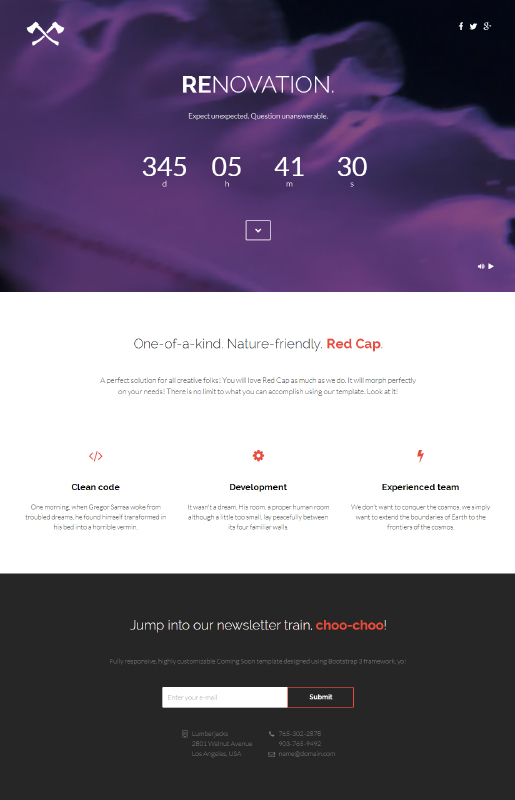 RENOVATION.
Expect unexpected. Question unanswerable.
345 05 41 30
d h m s
One-of-a-kind. Nature-friendly. Red Cap.
A perfect solution for all creative folks! You will love Red Cap as much as we do. It will morph perfectly
on your needs! There is no limit to what you can accomplish using our template. Look at it!
Clean code
One morning, when Gregor Samsa woke from
troubled dreams, he found himself transformed in
his bed into a horrible vermin.
Development
It wasn't a dream. His room, a proper human room
although a little too small, lay peacefully between
its four familiar walls.
Experienced team
We don't want to conquer the cosmos, we simply
want to extend the boundaries of Earth to the
frontiers of the cosmos.
Jump into our newsletter train, choo-choo!
Fully responsive, highly customizable Coming Soon template designed using Bootstrap 3 framework, yo!
Enter your e-mail
Submit
Lumberjacks
2801 Walnut Avenue
Los Angeles, USA
765-302-2878
903-765-9492
name@domain.com